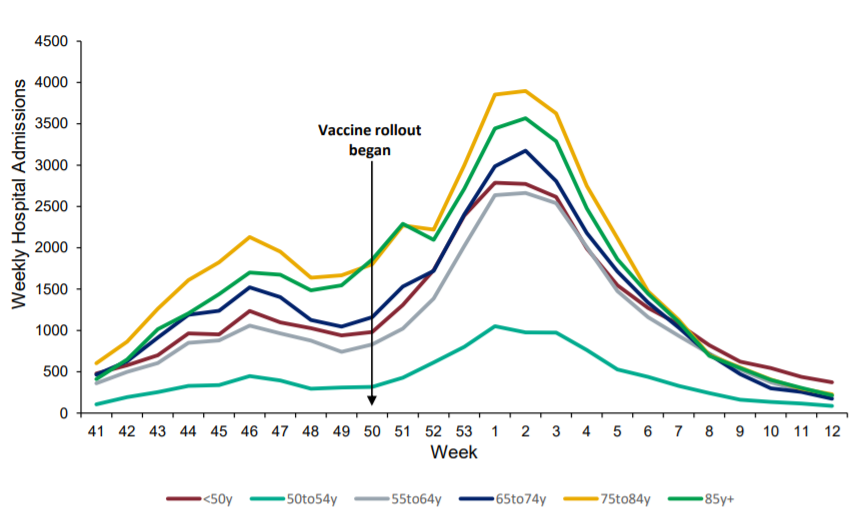 4500
4000
3500
3000
2500
2000
1500
1000
500
0
Weekly Hospital Admissions
Vaccine rollout
began
41 42 43 44 45 46 47 48 49 50 51 52 53 1 2 3 4 5 6 7 8 9 10 11 12
Week
<50y 50to54y 55to64y 65to74y 75to84y 85y+